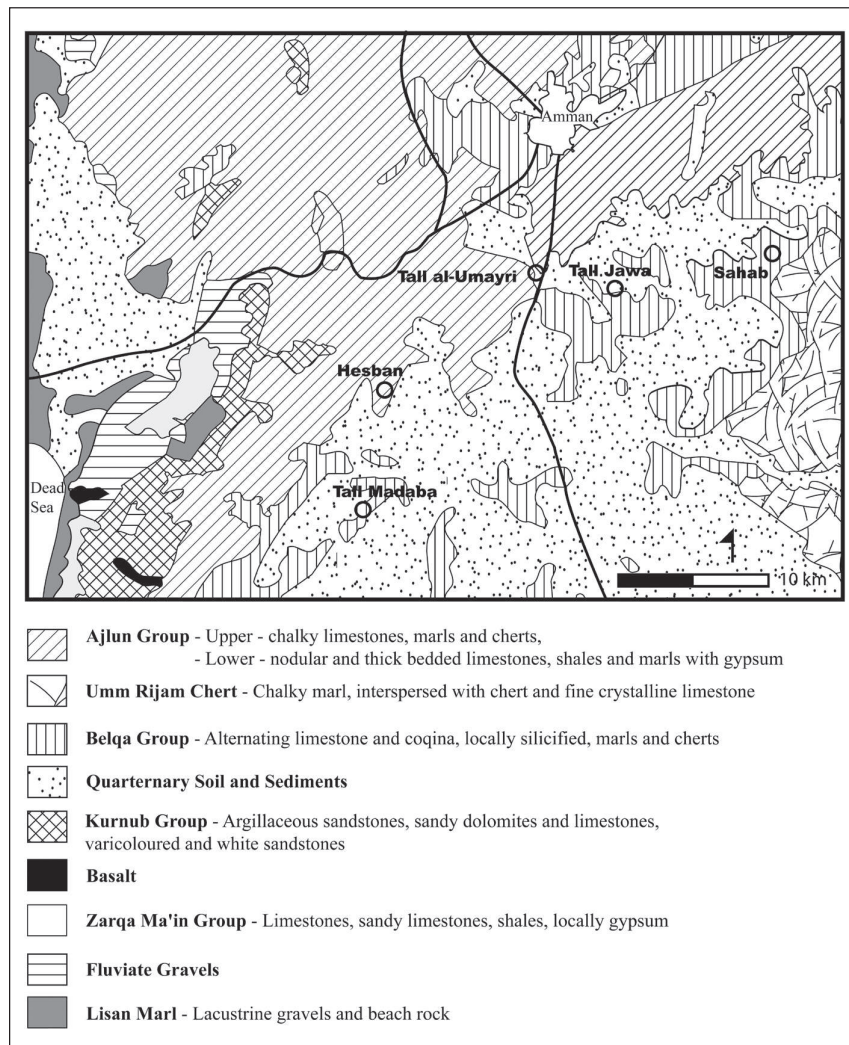 Amman
Tall al-Umayri
Tall Jawa
Sahab
Hesban
Dead
Sea
Tall Madaba
10 km
Ajlun Group - Upper - chalky limestones, marls and cherts,
- Lower - nodular and thick bedded limestones, shales and marls with gypsum
Umm Rijam Chert - Chalky marl, interspersed with chert and fine crystalline limestone
Belqa Group - Alternating limestone and coqina, locally silicified, marls and cherts
Quarternary Soil and Sediments
Kurnub Group - Argillaceous sandstones, sandy dolomites and limestones,
varicoloured and white sandstones
Basalt
Zarqa Ma'in Group - Limestones, sandy limestones, shales, locally gypsum
Fluviate Gravels
Lisan Marl - Lacustrine gravels and beach rock